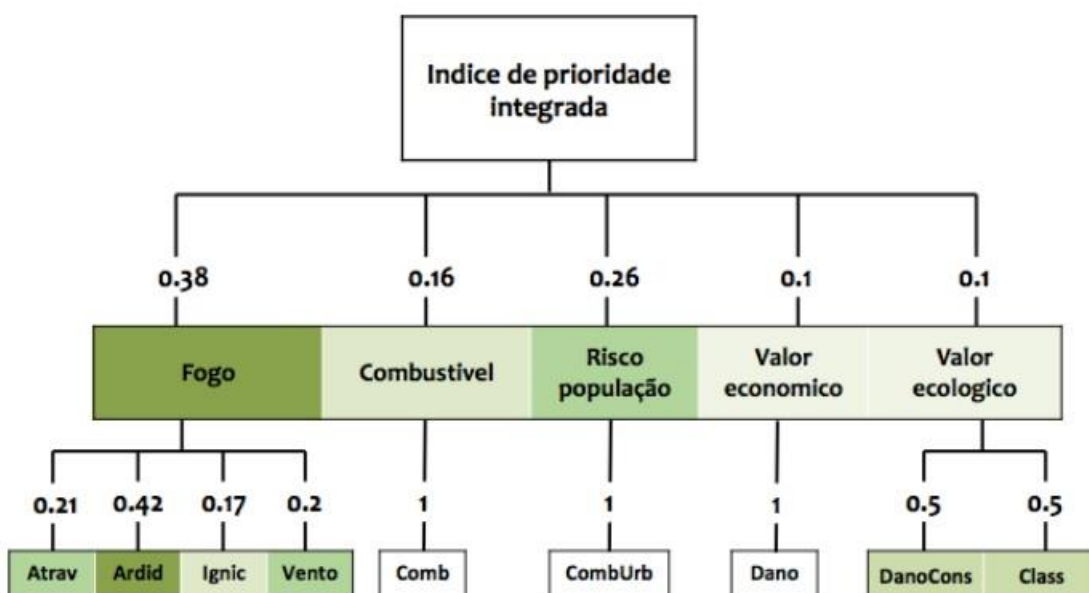 Indice de prioridade
integrada
0.38 0.16 0.26 0.1 0.1
Fogo Combustivel Risco população Valor economico Valor ecologico
0.21 0.42 0.17 0.2 1 1 1 0.5 0.5
Atrav Ardid Ignic Vento Comb CombUrb Dano DanoCons Class